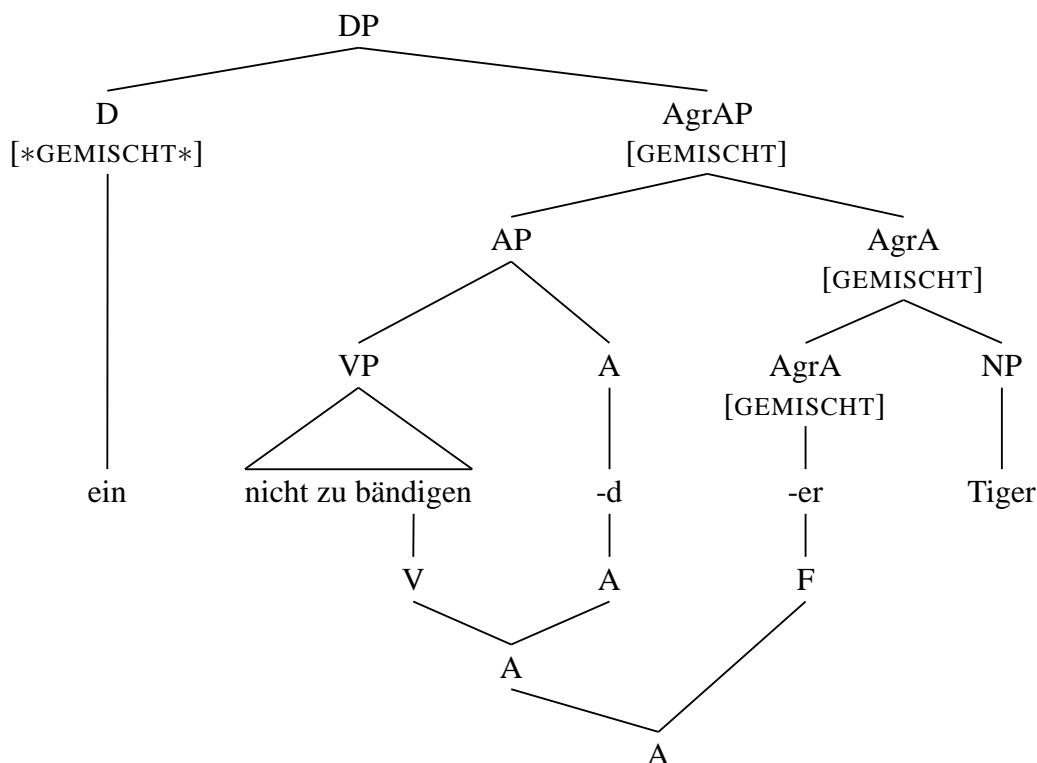 DP
D AgrAP
[∗GEMISCHT∗] [GEMISCHT]
AP AgrA
[GEMISCHT]
VP A AgrA NP
[GEMISCHT]
ein nicht zu bändigen -d -er Tiger
V A F
A
A